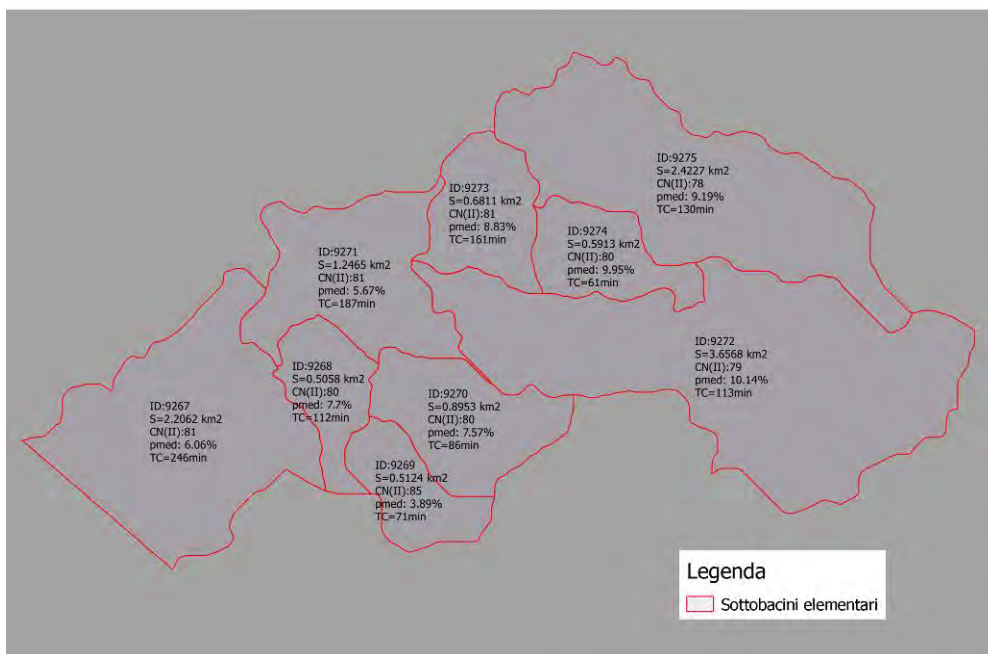 ID:9275
S=2.4227 km2
CN(II):78
pmed: 9.19%
TC=130min
ID:9273
S=0.6811 km2
CN(II):81
pmed: 8.83%
TC=161min
ID:9274
S=0.5913 km2
CN(II):80
pmed: 9.95%
TC=61min
ID:9271
S=1.2465 km2
CN(II):81
pmed: 5.67%
TC=187min
ID:9272
S=3.6568 km2
CN(II):79
pmed: 10.14%
TC=113min
ID:9268
S=0.5058 km2
CN(II):80
pmed: 7.7%
TC=112min
ID:9270
S=0.8953 km2
CN(II):80
pmed: 7.57%
TC=86min
ID:9267
S=2.2062 km2
CN(II):81
pmed: 6.06%
TC=246min
ID:9269
S=0.5124 km2
CN(II):85
pmed: 3.89%
TC=71min
Legenda
Sottobacini elementari